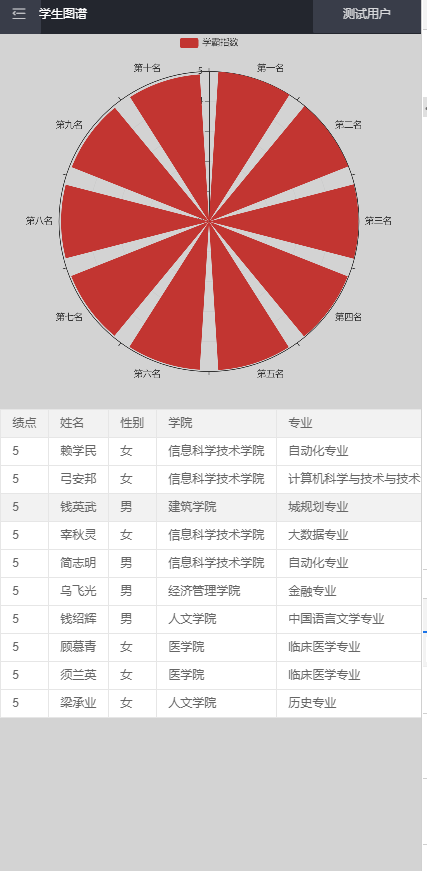 学生图谱 测试用户
学霸指数
第十名 5 第一名
第九名 第二名
第八名 第三名
第七名 第四名
第六名 第五名
绩点 姓名 性别 学院 专业
5 赖学民 女 信息科学技术学院 自动化专业
5 弓安邦 女 信息科学技术学院 计算机科学与技术与技术
5 钱英武 男 建筑学院 城规划专业
5 宰秋灵 女 信息科学技术学院 大数据专业
5 简志明 男 信息科学技术学院 自动化专业
5 乌飞光 男 经济管理学院 金融专业
5 钱绍辉 男 人文学院 中国语言文学专业
5 顾慕青 女 医学院 临床医学专业
5 须兰英 女 医学院 临床医学专业
5 梁承业 女 人文学院 历史专业